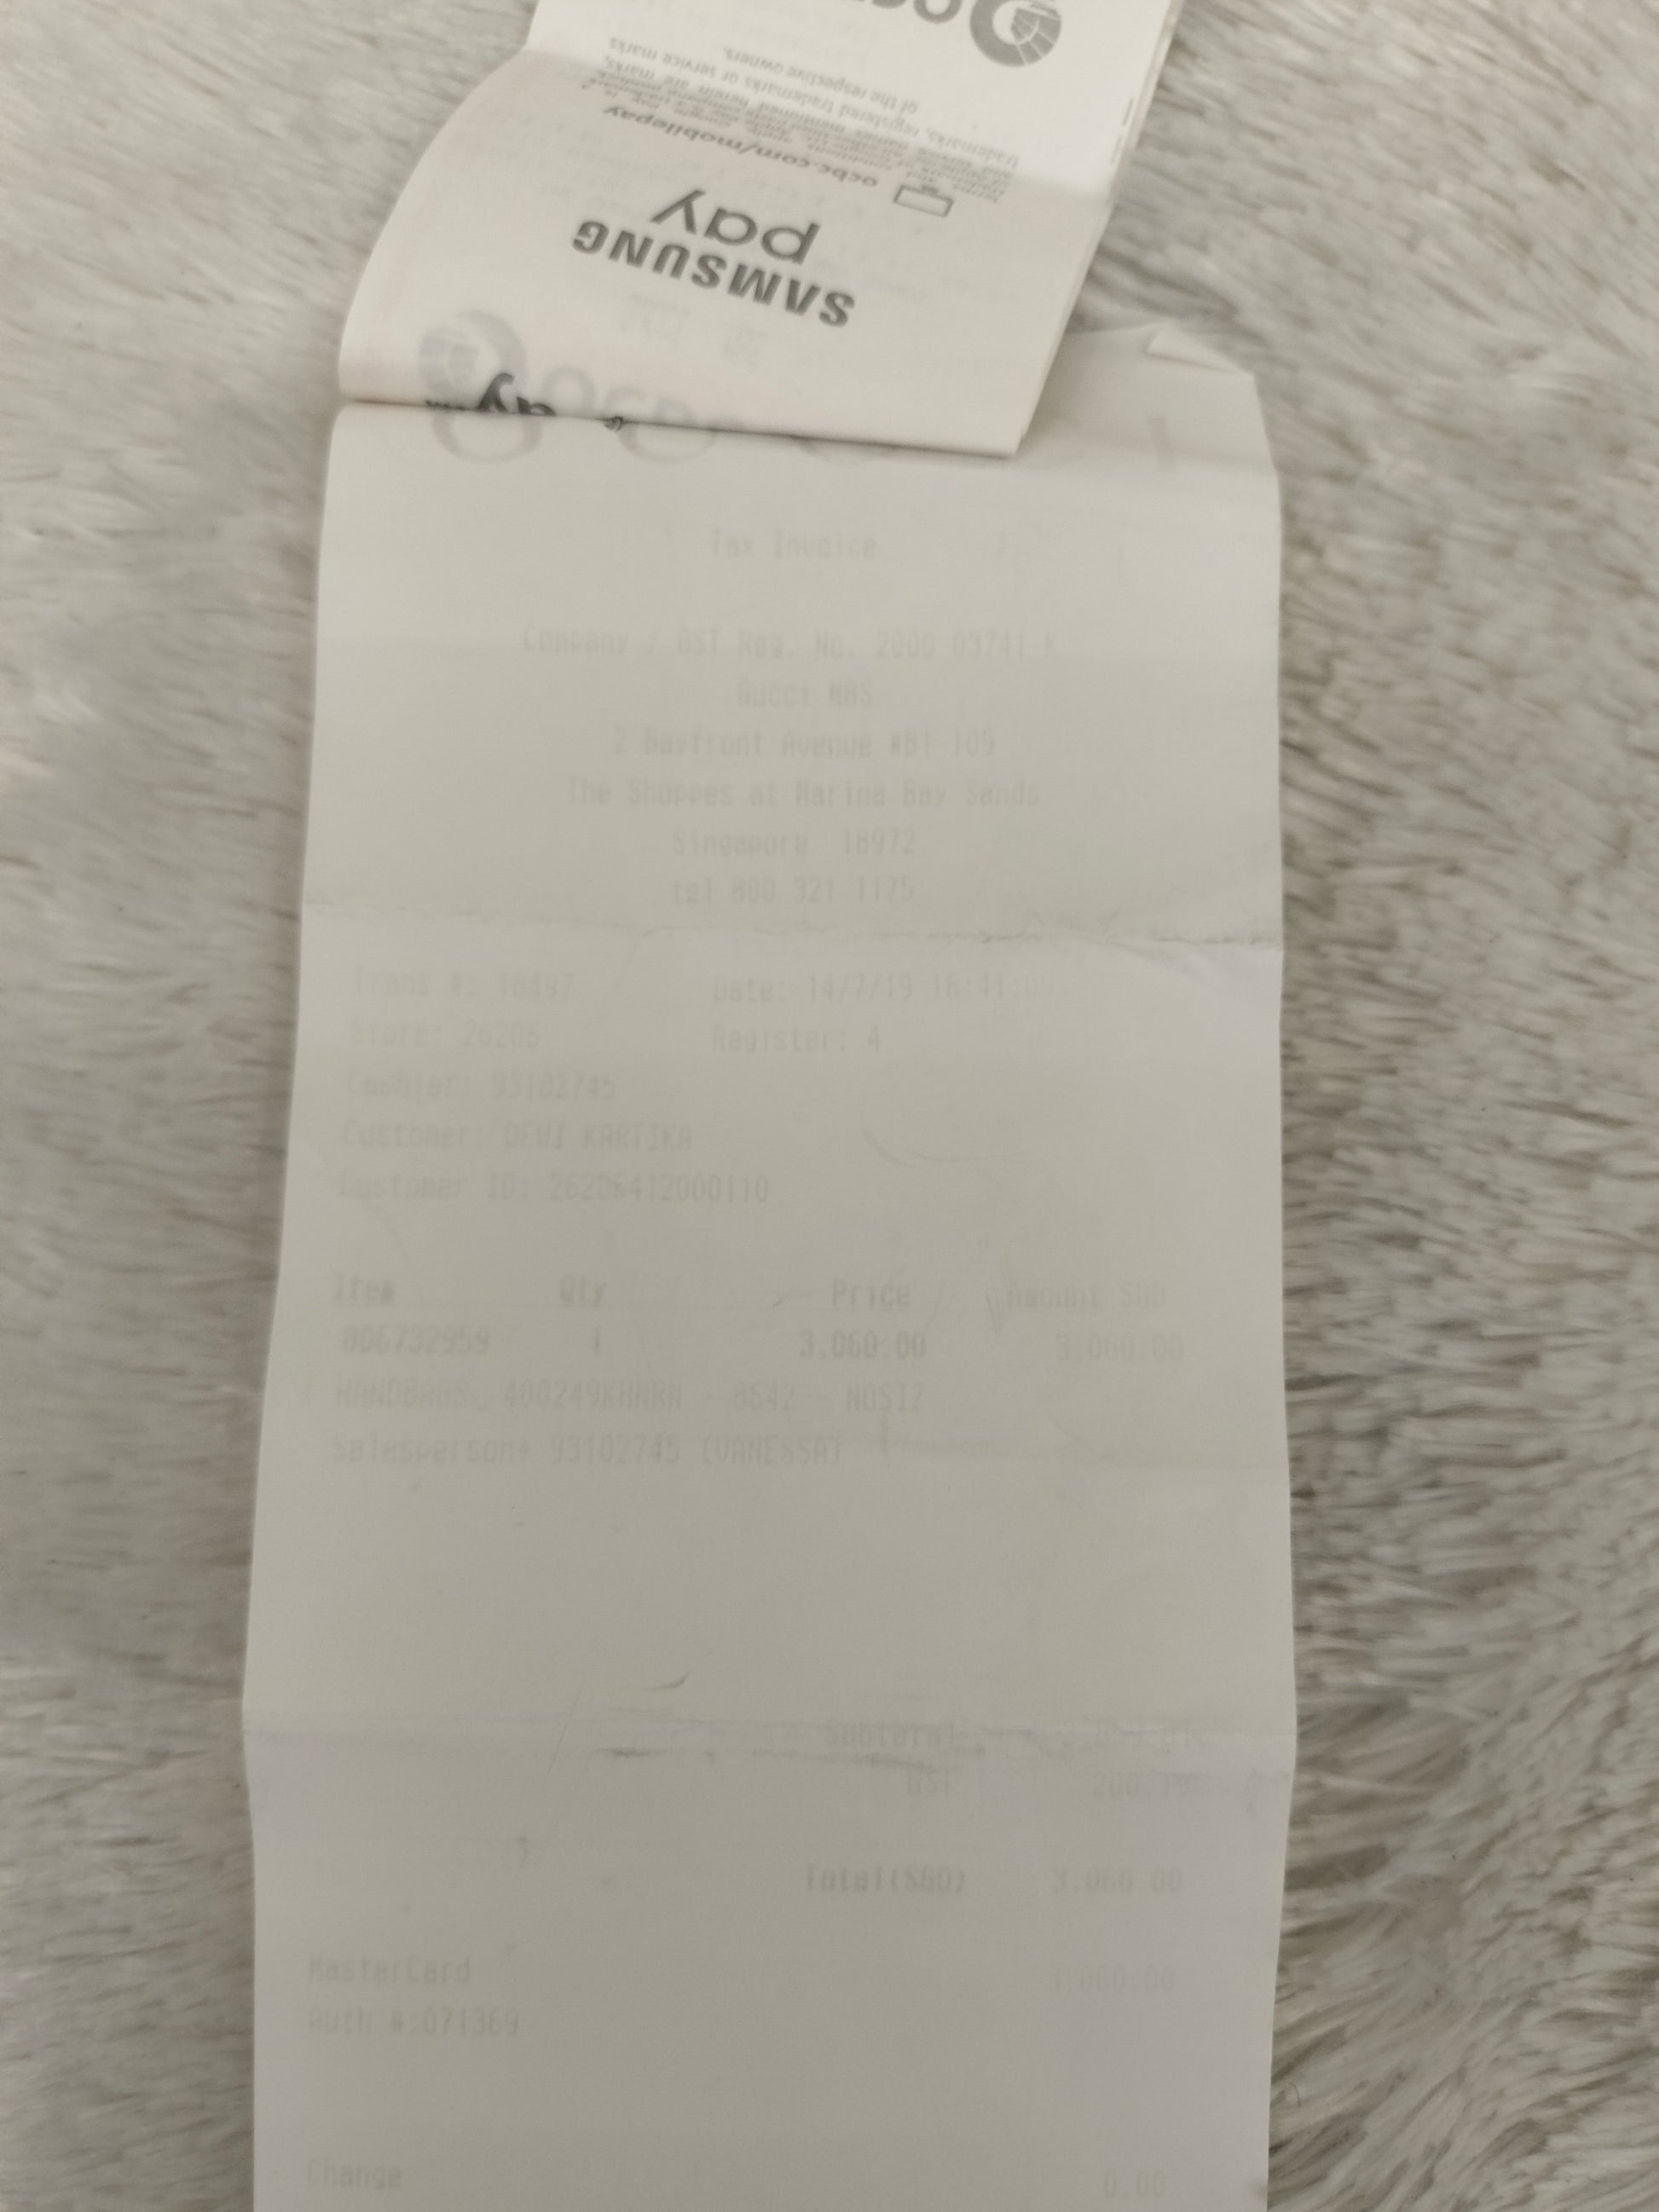 of the respective owners.
ocbc.com/mobilepay
SAMSUNG
pay
Tax Invoice
Company / GST Reg. No. 2000 03741 K
Gucci MBS
2 Bayfront Avenue #B1 109
The Shoppes at Marina Bay Sands
Singapore 18972
tel 800 321 1175
Trans #: 18497 Date: 14/7/19 16:41
Store: 26206 Register: 4
Cashier: 93102745
Customer: DEWI KARTIKA
Customer ID: 26206412000110
Item Qty Price Amount SGD
006732959 1 3,060.00 3,060.00
HANDBAGS 400249KHNRN - 8642 - NOSIZ
Salesperson: 93102745 (VANESSA)
Subtotal
GST
Total(SGD) 3,060.00
MasterCard 3,060.00
Auth #:071369
Change 0.00